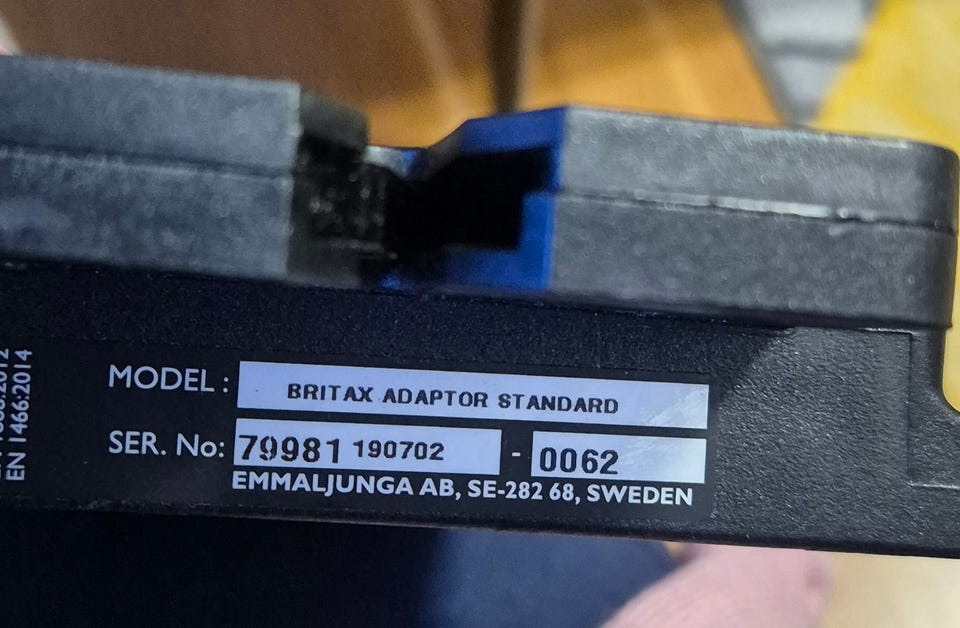 MODEL : BRITAX ADAPTOR STANDARD
SER. No: 79981 190702 - 0062
EMMALJUNGA AB, SE-282 68, SWEDEN
EN 1466:2014